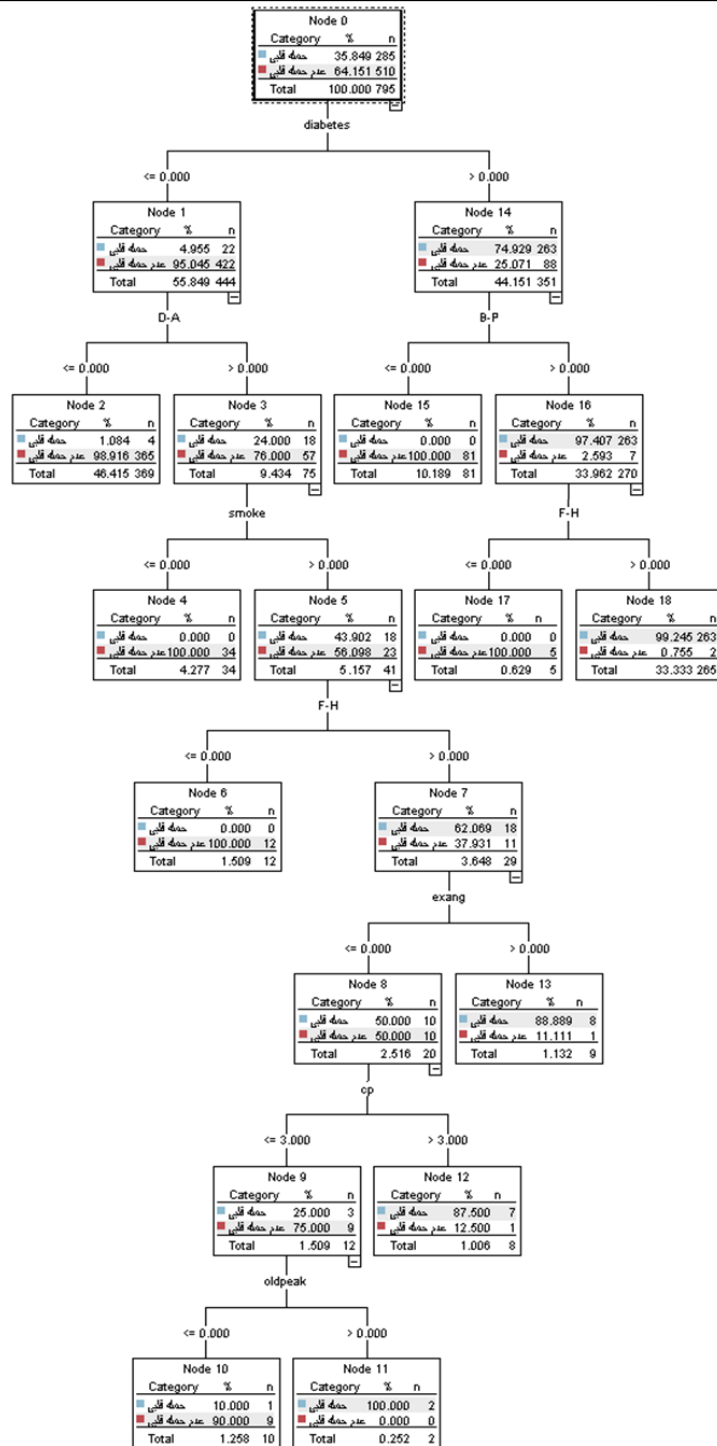 Node 0
Category % n
حمله قلبی 35.849 285
عدم حمله قلبی 64.151 510
Total 100.000 795
diabetes
<= 0.000
> 0.000
Node 1
Category % n
حمله قلبی 4.955 22
عدم حمله قلبی 95.045 422
Total 55.849 444
Node 14
Category % n
حمله قلبی 74.929 263
عدم حمله قلبی 25.071 88
Total 44.151 351
D-A
B-P
<= 0.000
> 0.000
<= 0.000
> 0.000
Node 2
Category % n
حمله قلبی 1.084 4
عدم حمله قلبی 98.916 365
Total 46.415 369
Node 3
Category % n
حمله قلبی 24.000 18
عدم حمله قلبی 76.000 57
Total 9.434 75
Node 15
Category % n
حمله قلبی 0.000 0
عدم حمله قلبی 100.000 81
Total 10.189 81
Node 16
Category % n
حمله قلبی 97.407 263
عدم حمله قلبی 2.593 7
Total 33.962 270
smoke
F-H
<= 0.000
> 0.000
<= 0.000
> 0.000
Node 4
Category % n
حمله قلبی 0.000 0
عدم حمله قلبی 100.000 34
Total 4.277 34
Node 5
Category % n
حمله قلبی 43.902 18
عدم حمله قلبی 56.098 23
Total 5.157 41
Node 17
Category % n
حمله قلبی 0.000 0
عدم حمله قلبی 100.000 5
Total 0.629 5
Node 18
Category % n
حمله قلبی 99.245 263
عدم حمله قلبی 0.755 2
Total 33.333 265
F-H
<= 0.000
> 0.000
Node 6
Category % n
حمله قلبی 0.000 0
عدم حمله قلبی 100.000 12
Total 1.509 12
Node 7
Category % n
حمله قلبی 62.069 18
عدم حمله قلبی 37.931 11
Total 3.648 29
exang
<= 0.000
> 0.000
Node 8
Category % n
حمله قلبی 50.000 10
عدم حمله قلبی 50.000 10
Total 2.516 20
Node 13
Category % n
حمله قلبی 88.889 8
عدم حمله قلبی 11.111 1
Total 1.132 9
cp
<= 3.000
> 3.000
Node 9
Category % n
حمله قلبی 25.000 3
عدم حمله قلبی 75.000 9
Total 1.509 12
Node 12
Category % n
حمله قلبی 87.500 7
عدم حمله قلبی 12.500 1
Total 1.006 8
oldpeak
<= 0.000
> 0.000
Node 10
Category % n
حمله قلبی 10.000 1
عدم حمله قلبی 90.000 9
Total 1.258 10
Node 11
Category % n
حمله قلبی 100.000 2
عدم حمله قلبی 0.000 0
Total 0.252 2